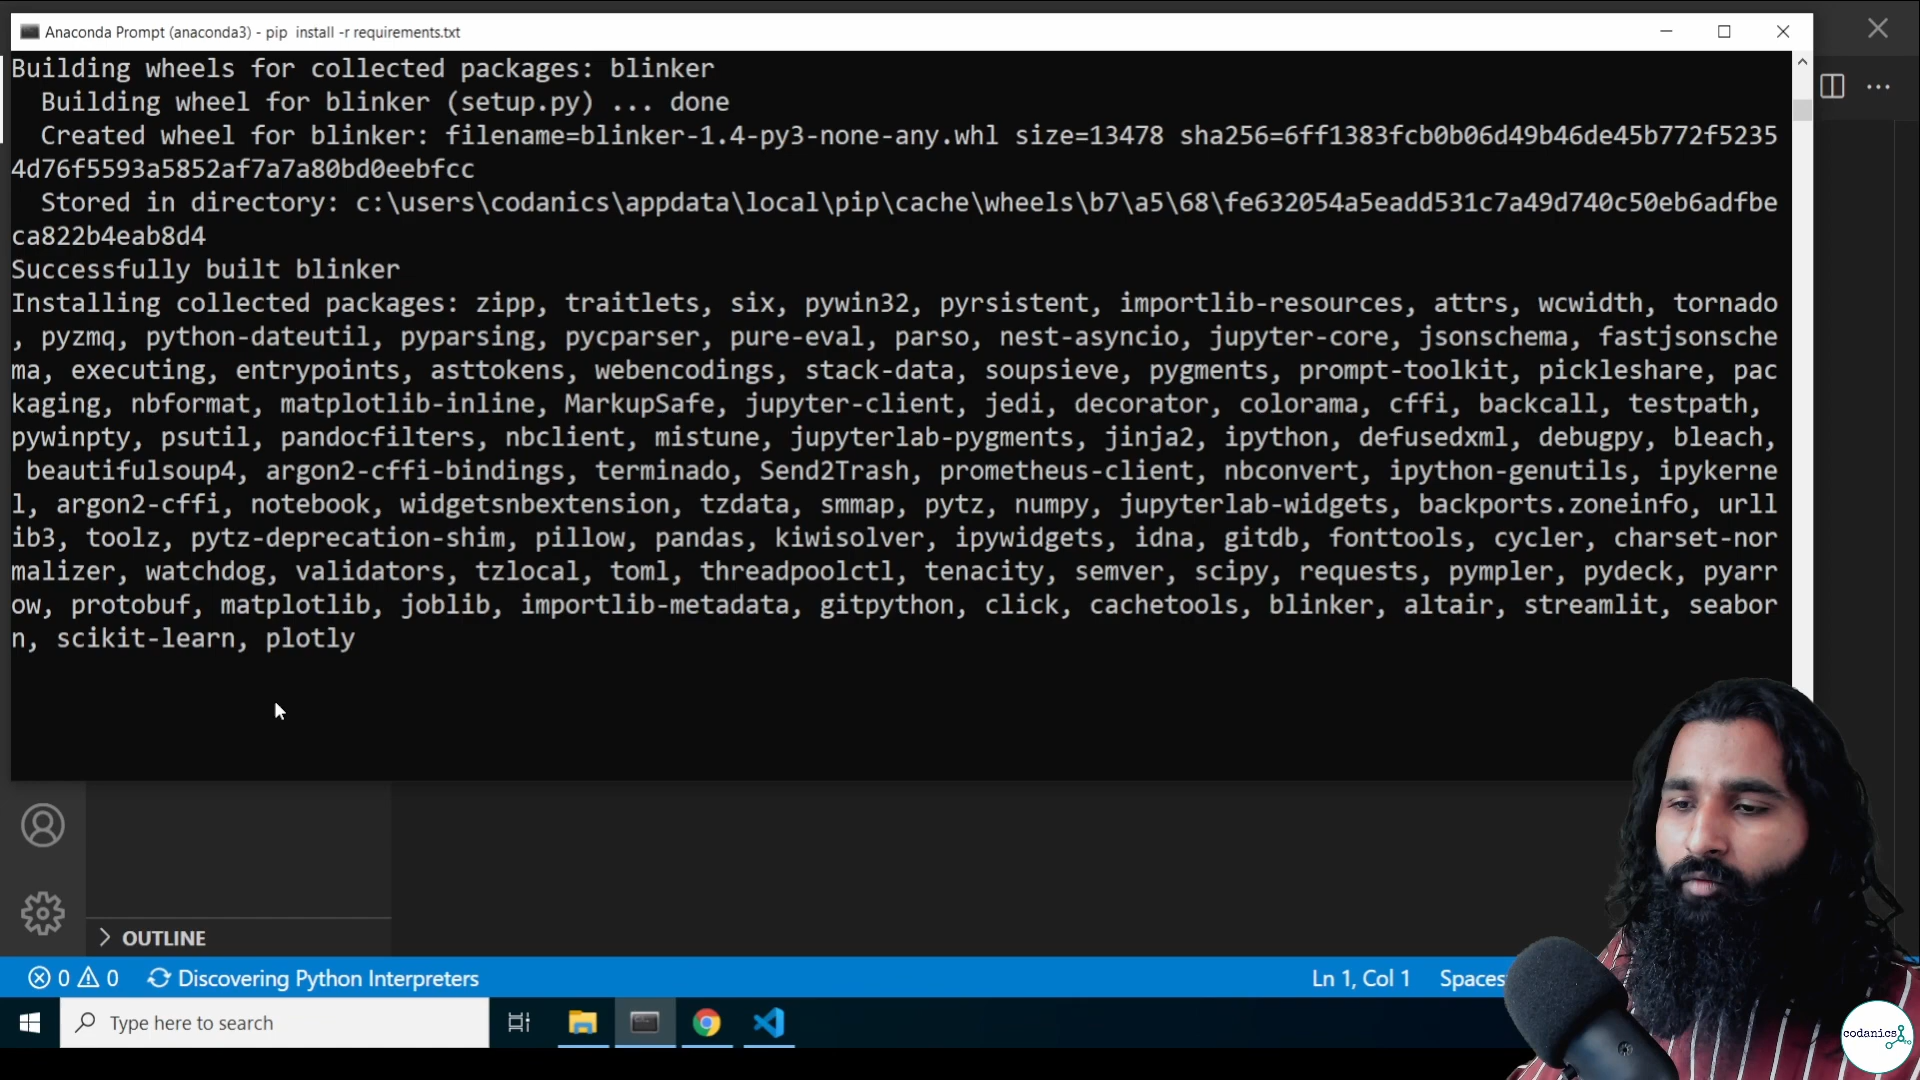 Anaconda Prompt (anaconda3) - pip  install -r requirements.txt
Building wheels for collected packages: blinker
  Building wheel for blinker (setup.py) ... done
  Created wheel for blinker: filename=blinker-1.4-py3-none-any.whl size=13478 sha256=6ff1383fcb0b06d49b46de45b772f5235
4d76f5593a5852af7a7a80bd0eebfcc
  Stored in directory: c:\users\codanics\appdata\local\pip\cache\wheels\b7\a5\68\fe632054a5eadd531c7a49d740c50eb6adfbe
ca822b4eab8d4
Successfully built blinker
Installing collected packages: zipp, traitlets, six, pywin32, pyrsistent, importlib-resources, attrs, wcwidth, tornado
, pyzmq, python-dateutil, pyparsing, pycparser, pure-eval, parso, nest-asyncio, jupyter-core, jsonschema, fastjsonsche
ma, executing, entrypoints, asttokens, webencodings, stack-data, soupsieve, pygments, prompt-toolkit, pickleshare, pac
kaging, nbformat, matplotlib-inline, MarkupSafe, jupyter-client, jedi, decorator, colorama, cffi, backcall, testpath,
pywinpty, psutil, pandocfilters, nbclient, mistune, jupyterlab-pygments, jinja2, ipython, defusedxml, debugpy, bleach,
 beautifulsoup4, argon2-cffi-bindings, terminado, Send2Trash, prometheus-client, nbconvert, ipython-genutils, ipykerne
l, argon2-cffi, notebook, widgetsnbextension, tzdata, smmap, pytz, numpy, jupyterlab-widgets, backports.zoneinfo, urll
ib3, toolz, pytz-deprecation-shim, pillow, pandas, kiwisolver, ipywidgets, idna, gitdb, fonttools, cycler, charset-nor
malizer, watchdog, validators, tzlocal, toml, threadpoolctl, tenacity, semver, scipy, requests, pympler, pydeck, pyarr
ow, protobuf, matplotlib, joblib, importlib-metadata, gitpython, click, cachetools, blinker, altair, streamlit, seabor
n, scikit-learn, plotly
OUTLINE
0 0 Discovering Python Interpreters Ln 1, Col 1 Spaces
Type here to search
codanics